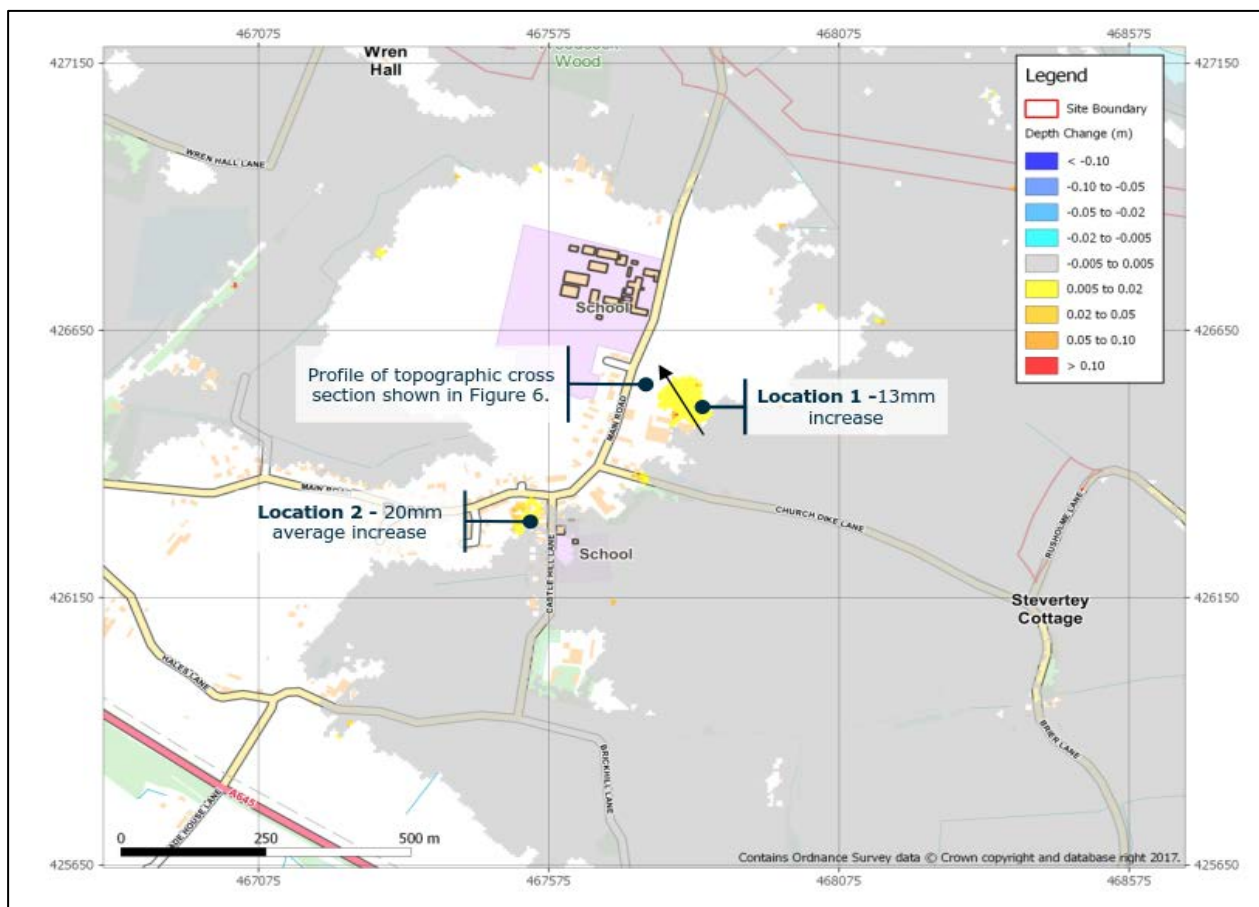 467075 467575 468075 468575
427150 427150
Wren
Hall
Wood
WREN HALL LANE
Legend
Site Boundary
Depth Change (m)
< -0.10
-0.10 to -0.05
-0.05 to -0.02
-0.02 to -0.005
-0.005 to 0.005
0.005 to 0.02
0.02 to 0.05
0.05 to 0.10
> 0.10
School
426650 426650
Profile of topographic cross
section shown in Figure 6.
Location 1 -13mm
increase
MAIN ROAD
MAIN
Location 2 - 20mm
average increase
CHURCH DIKE LANE
RUSHOLME LANE
School
CASTLE HILL LANE
426150 426150
Stevertey
Cottage
HALES LANE
BRIER LANE
BRICKHILL LANE
A645
ADE HOUSE LANE
0 250 500 m
Contains Ordnance Survey data © Crown copyright and database right 2017.
425650 425650
467075 467575 468075 468575